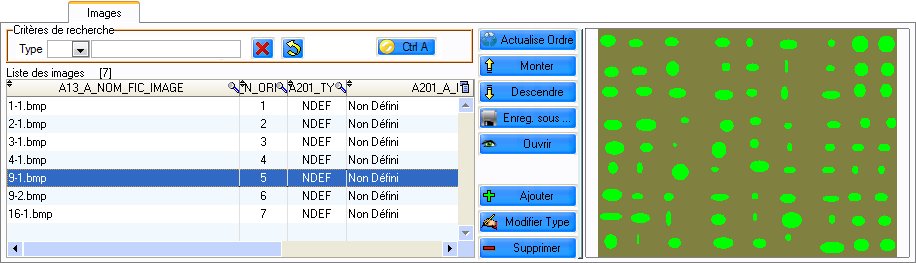 Images
Critères de recherche
Type
Ctrl A
Liste des images [7]
A13_A_NOM_FIC_IMAGE N_ORI A201_TY A201_A_I
1-1.bmp 1 NDEF Non Défini
2-1.bmp 2 NDEF Non Défini
3-1.bmp 3 NDEF Non Défini
4-1.bmp 4 NDEF Non Défini
9-1.bmp 5 NDEF Non Défini
9-2.bmp 6 NDEF Non Défini
16-1.bmp 7 NDEF Non Défini
Actualise Ordre
Monter
Descendre
Enreg. sous ...
Ouvrir
Ajouter
Modifier Type
Supprimer